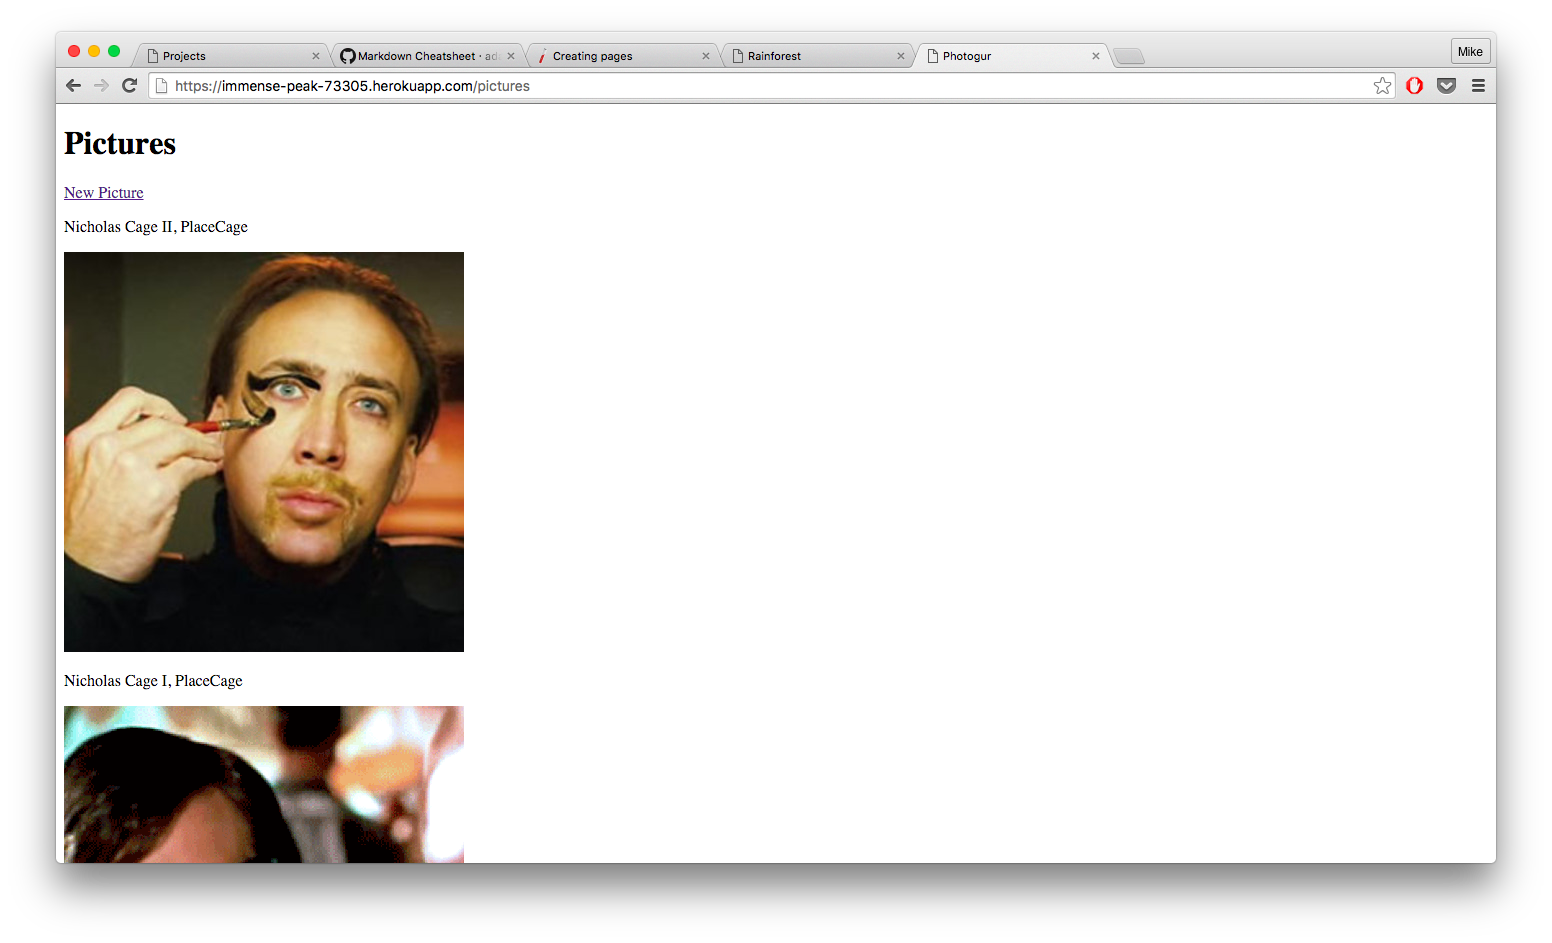 Projects
Markdown Cheatsheet · ad
Creating pages
Rainforest
Photogur
Mike
https://immense-peak-73305.herokuapp.com/pictures
Pictures
New Picture
Nicholas Cage II, PlaceCage
Nicholas Cage I, PlaceCage